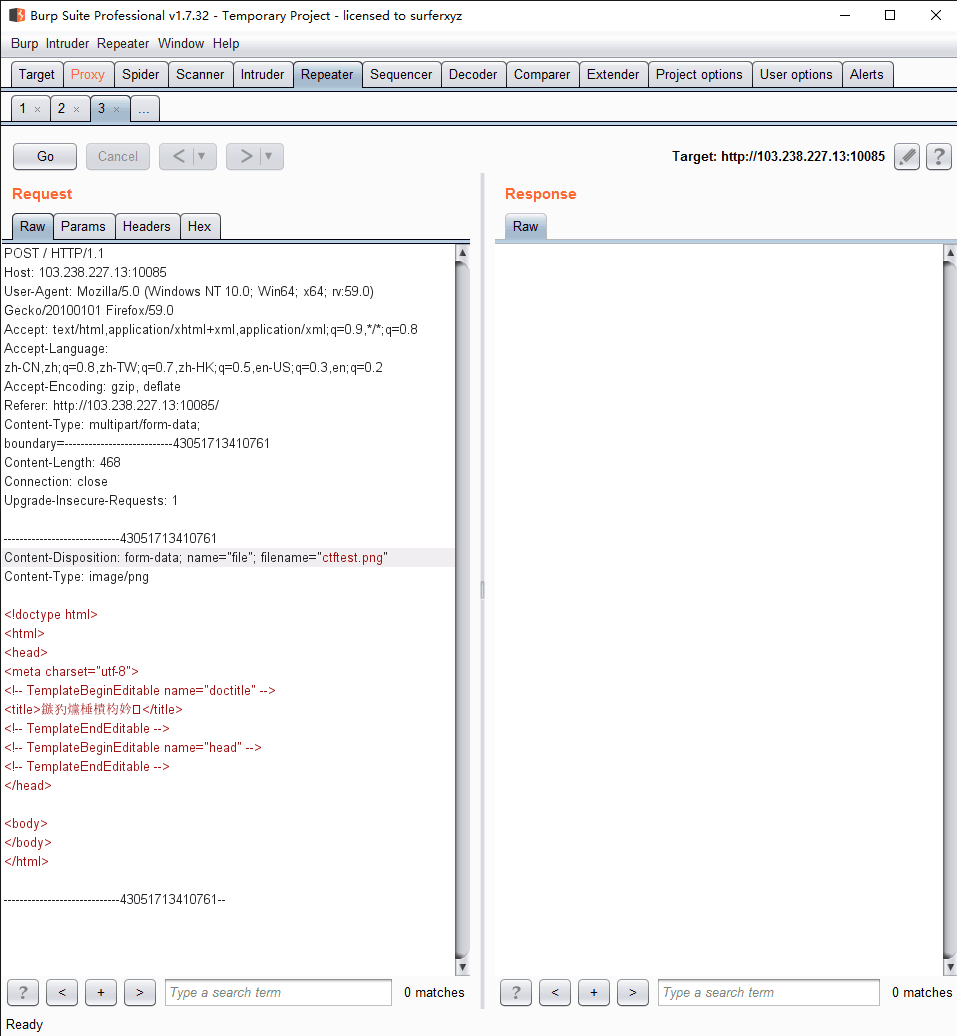 Burp Suite Professional v1.7.32 - Temporary Project - licensed to surferxyz
Burp Intruder Repeater Window Help
Target Proxy Spider Scanner Intruder Repeater Sequencer Decoder Comparer Extender Project options User options Alerts
1 × 2 × 3 × ...
Go Cancel < ▼ > ▼ Target: http://103.238.227.13:10085 ?
Request
Raw Params Headers Hex
POST / HTTP/1.1
Host: 103.238.227.13:10085
User-Agent: Mozilla/5.0 (Windows NT 10.0; Win64; x64; rv:59.0)
Gecko/20100101 Firefox/59.0
Accept: text/html,application/xhtml+xml,application/xml;q=0.9,*/*;q=0.8
Accept-Language:
zh-CN,zh;q=0.8,zh-TW;q=0.7,zh-HK;q=0.5,en-US;q=0.3,en;q=0.2
Accept-Encoding: gzip, deflate
Referer: http://103.238.227.13:10085/
Content-Type: multipart/form-data;
boundary=---------------------------43051713410761
Content-Length: 468
Connection: close
Upgrade-Insecure-Requests: 1
-----------------------------43051713410761
Content-Disposition: form-data; name="file"; filename="ctftest.png"
Content-Type: image/png
<!doctype html>
<html>
<head>
<meta charset="utf-8">
<!-- TemplateBeginEditable name="doctitle" -->
<title></title>
<!-- TemplateEndEditable -->
<!-- TemplateBeginEditable name="head" -->
<!-- TemplateEndEditable -->
</head>
<body>
</body>
</html>
-----------------------------43051713410761--
? < + > Type a search term 0 matches
Response
Raw
? < + > Type a search term 0 matches
Ready